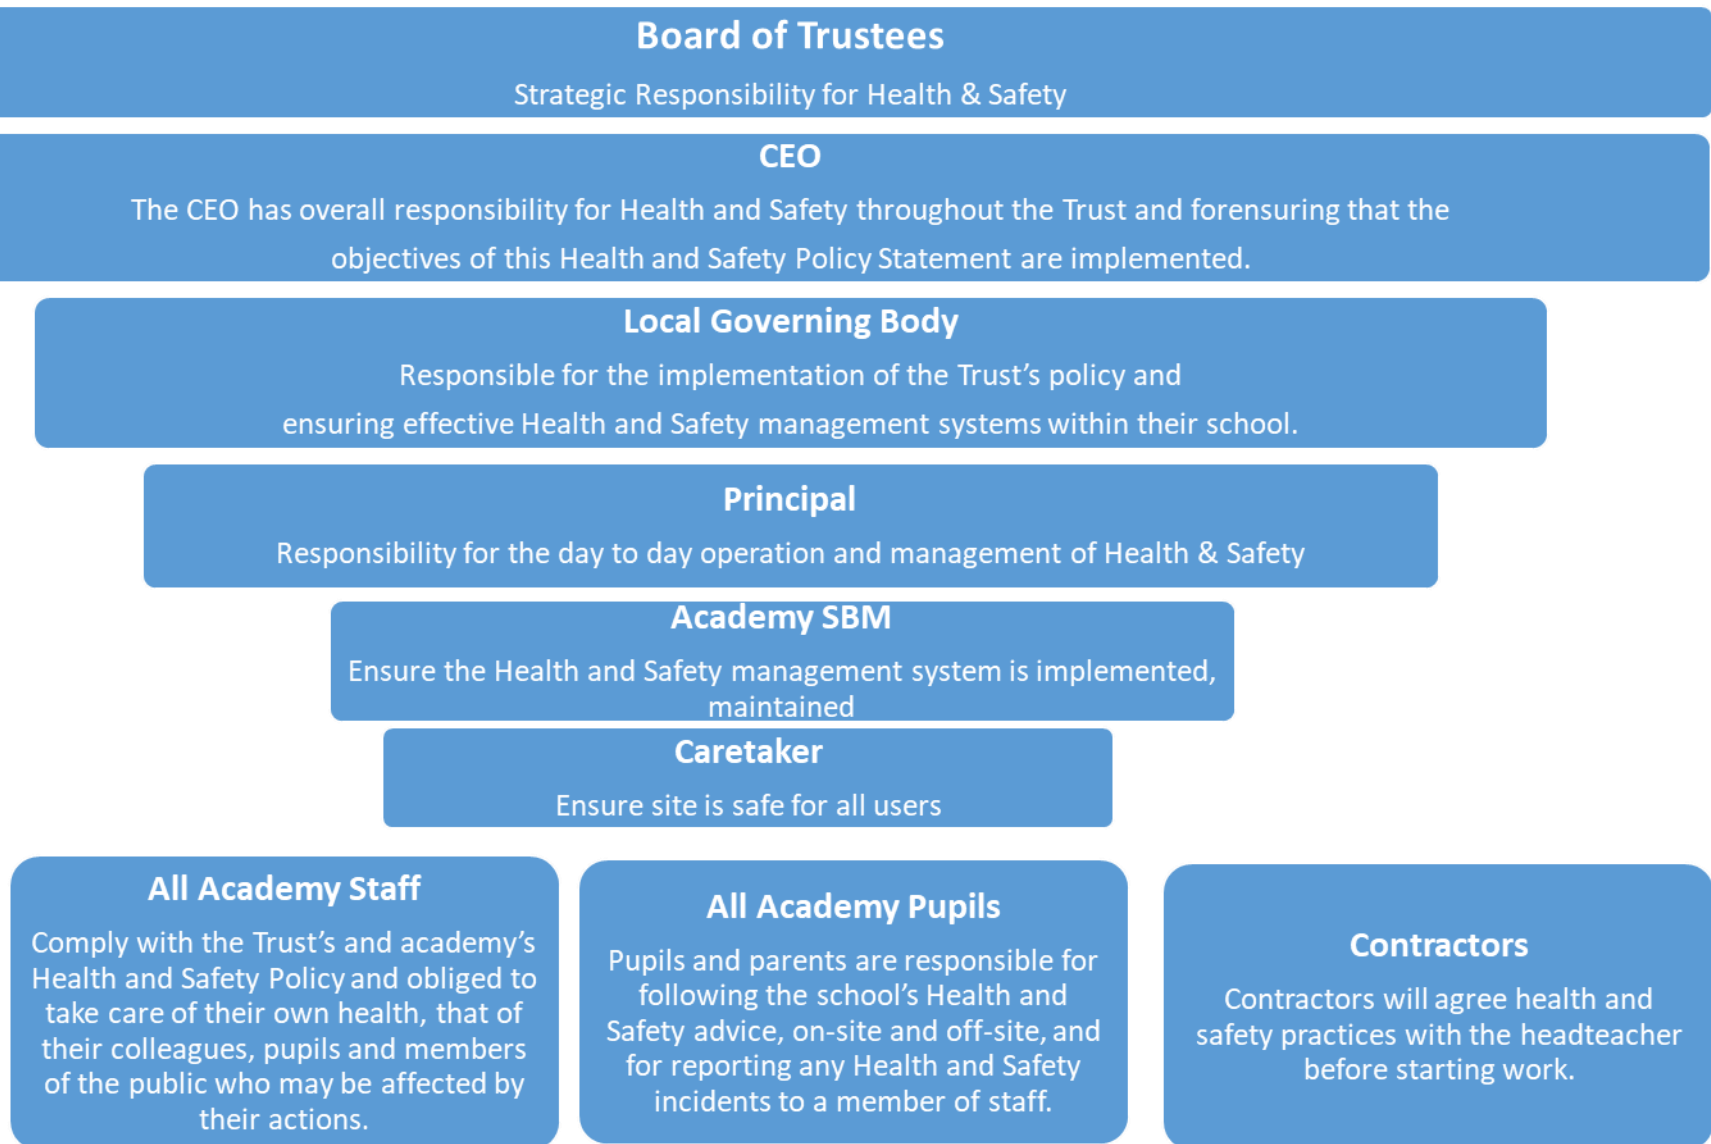 Board of Trustees
Strategic Responsibility for Health & Safety
CEO
The CEO has overall responsibility for Health and Safety throughout the Trust and forensuring that the
objectives of this Health and Safety Policy Statement are implemented.
Local Governing Body
Responsible for the implementation of the Trust’s policy and
ensuring effective Health and Safety management systems within their school.
Principal
Responsibility for the day to day operation and management of Health & Safety
Academy SBM
Ensure the Health and Safety management system is implemented,
maintained
Caretaker
Ensure site is safe for all users
All Academy Staff
Comply with the Trust’s and academy’s
Health and Safety Policy and obliged to
take care of their own health, that of
their colleagues, pupils and members
of the public who may be affected by
their actions.
All Academy Pupils
Pupils and parents are responsible for
following the school’s Health and
Safety advice, on-site and off-site, and
for reporting any Health and Safety
incidents to a member of staff.
Contractors
Contractors will agree health and
safety practices with the headteacher
before starting work.